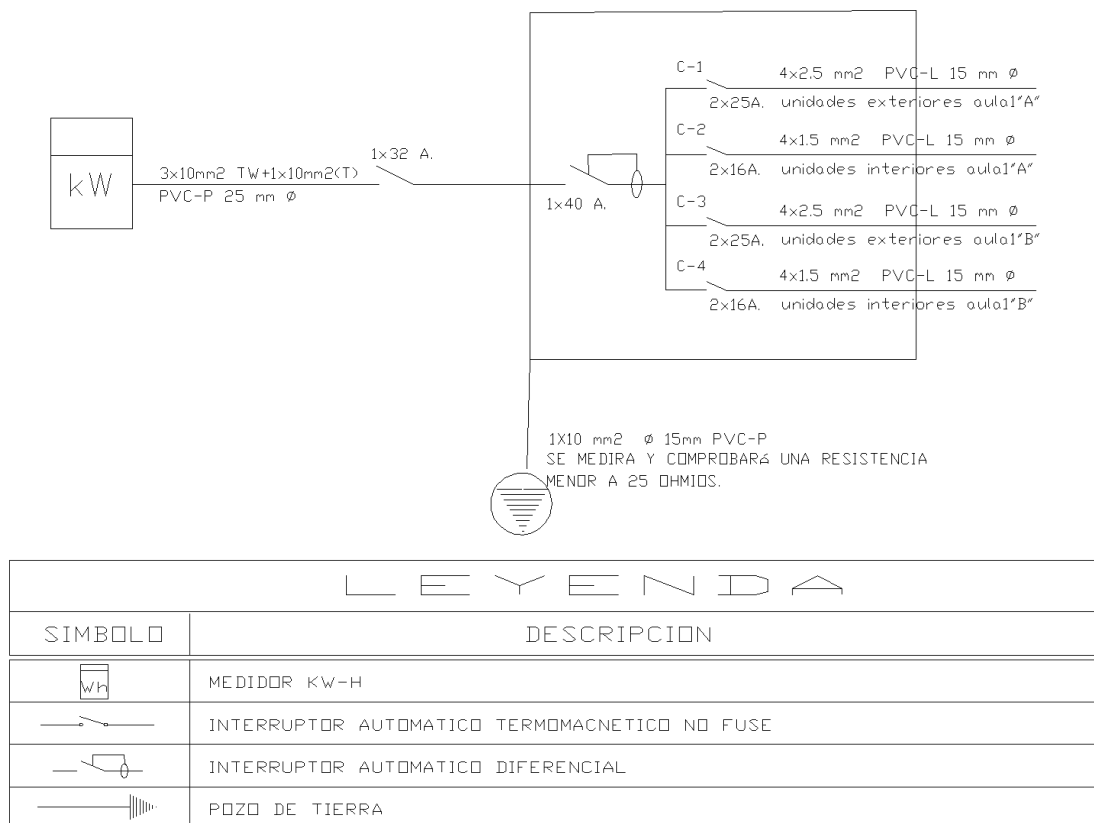 kW
3x10mm2 TW+1x10mm2(T)
PVC-P 25 mm ø
1x32 A.
1x40 A.
C-1
4x2.5 mm2 PVC-L 15 mm ø
2x25A. unidades exteriores aula1"A"
C-2
4x1.5 mm2 PVC-L 15 mm ø
2x16A. unidades interiores aula1"A"
C-3
4x2.5 mm2 PVC-L 15 mm ø
2x25A. unidades exteriores aula1"B"
C-4
4x1.5 mm2 PVC-L 15 mm ø
2x16A. unidades interiores aula1"B"
1X10 mm2 ø 15mm PVC-P
SE MEDIRA Y COMPROBARá UNA RESISTENCIA
MENOR A 25 OHMIOS.
LEYENDA
SIMBOLO DESCRIPCION
Wh MEDIDOR KW-H
INTERRUPTOR AUTOMATICO TERMOMACNETICO NO FUSE
INTERRUPTOR AUTOMATICO DIFERENCIAL
POZO DE TIERRA